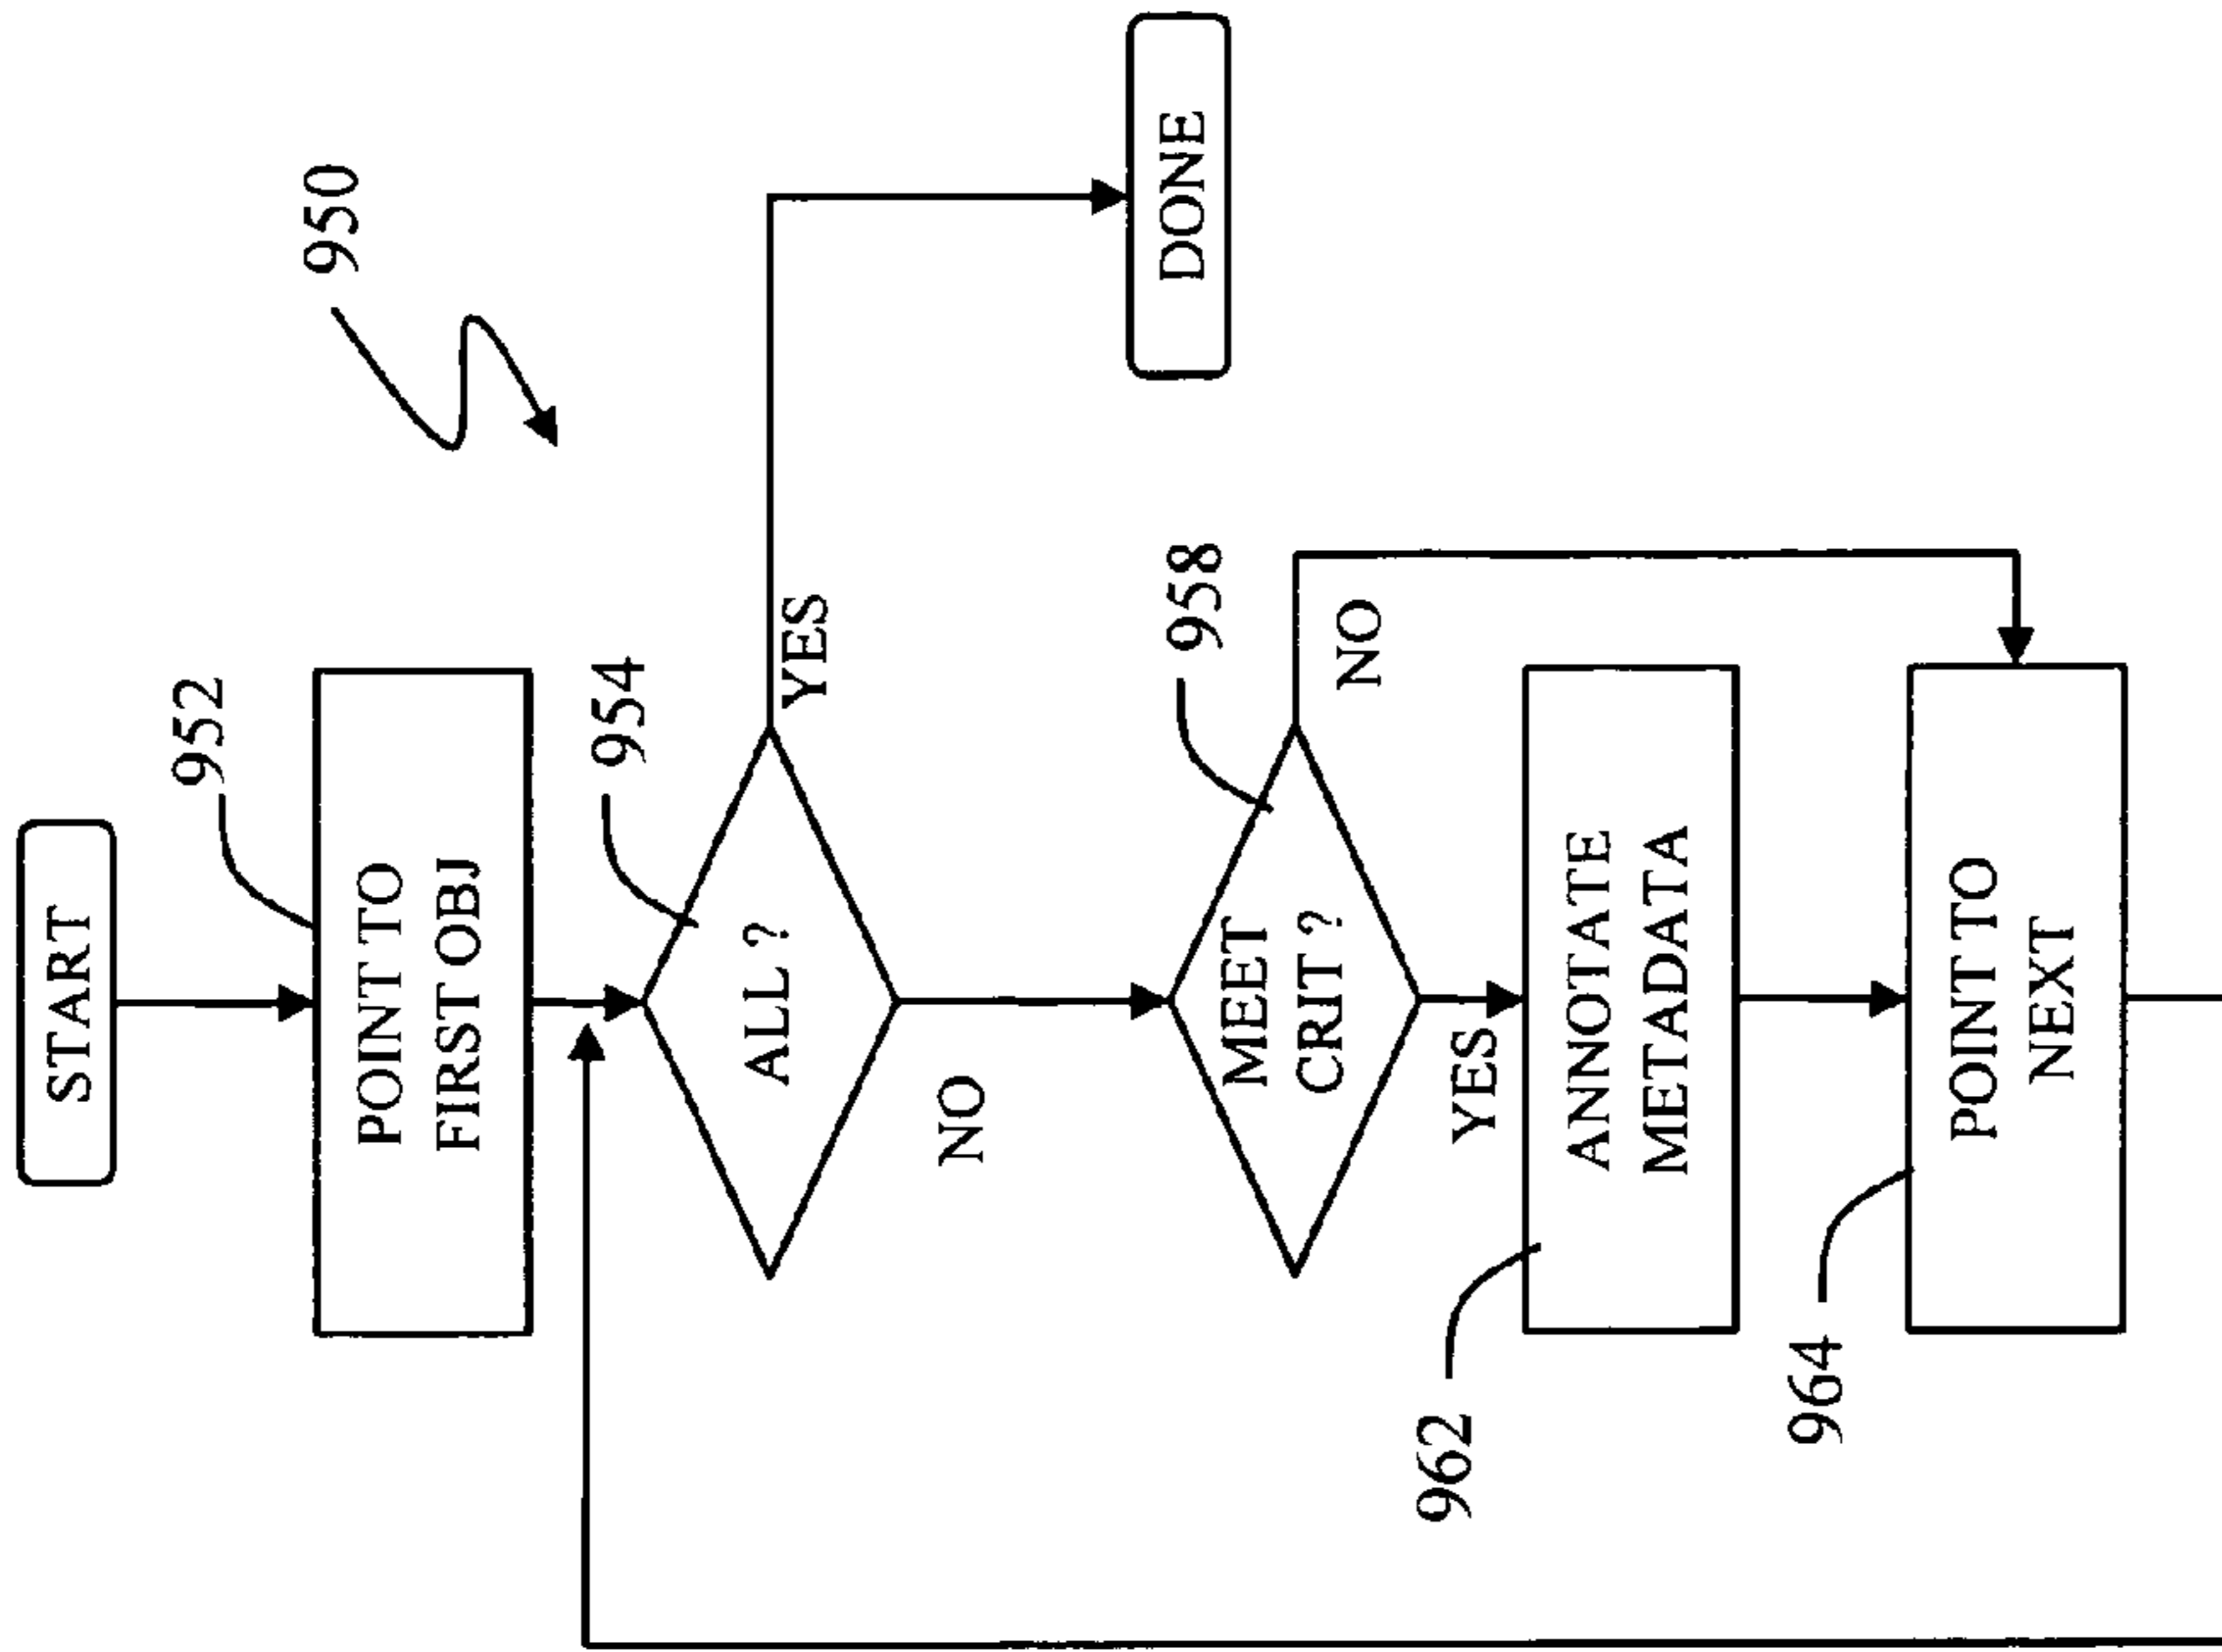 START
952
POINT TO
FIRST OBJ
950
954
ALL ?
YES
NO
958
MEET
CRIT ?
NO
YES
DONE
962
ANNOTATE
METADATA
964
POINT TO
NEXT